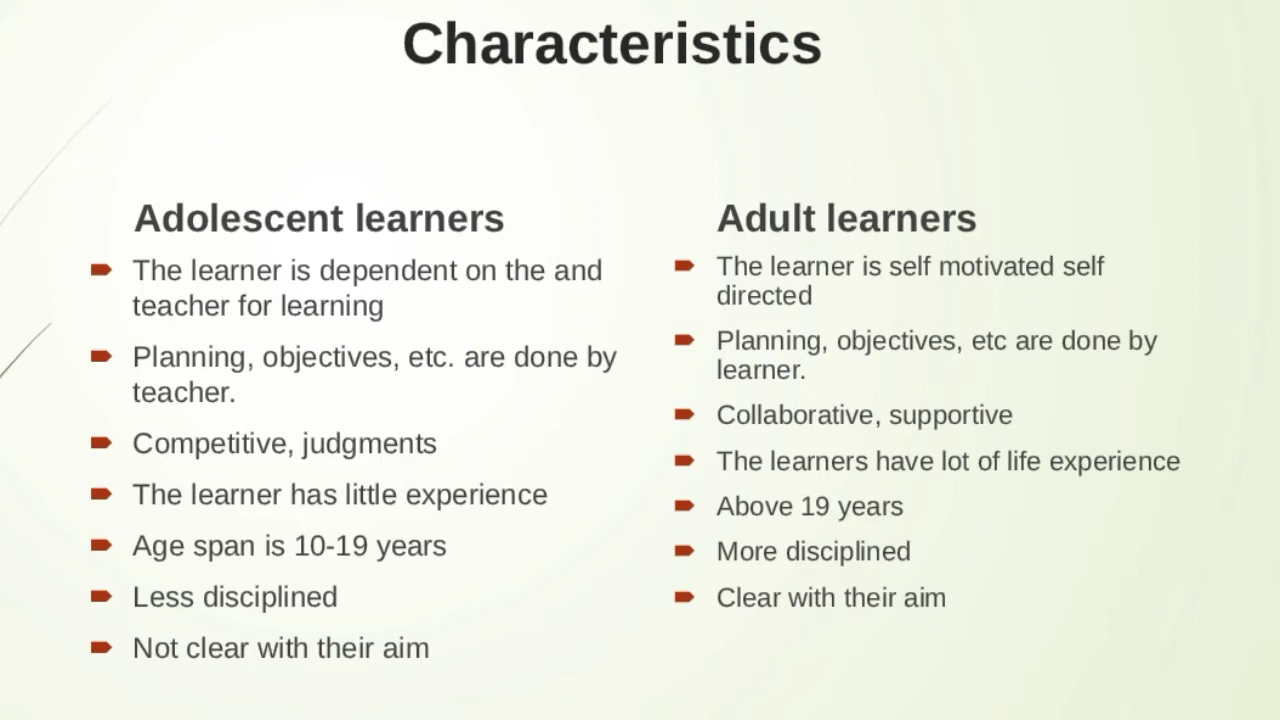 Characteristics
Adolescent learners
The learner is dependent on the and
teacher for learning
Planning, objectives, etc. are done by
teacher.
Competitive, judgments
The learner has little experience
Age span is 10-19 years
Less disciplined
Not clear with their aim
Adult learners
The learner is self motivated self
directed
Planning, objectives, etc are done by
learner.
Collaborative, supportive
The learners have lot of life experience
Above 19 years
More disciplined
Clear with their aim